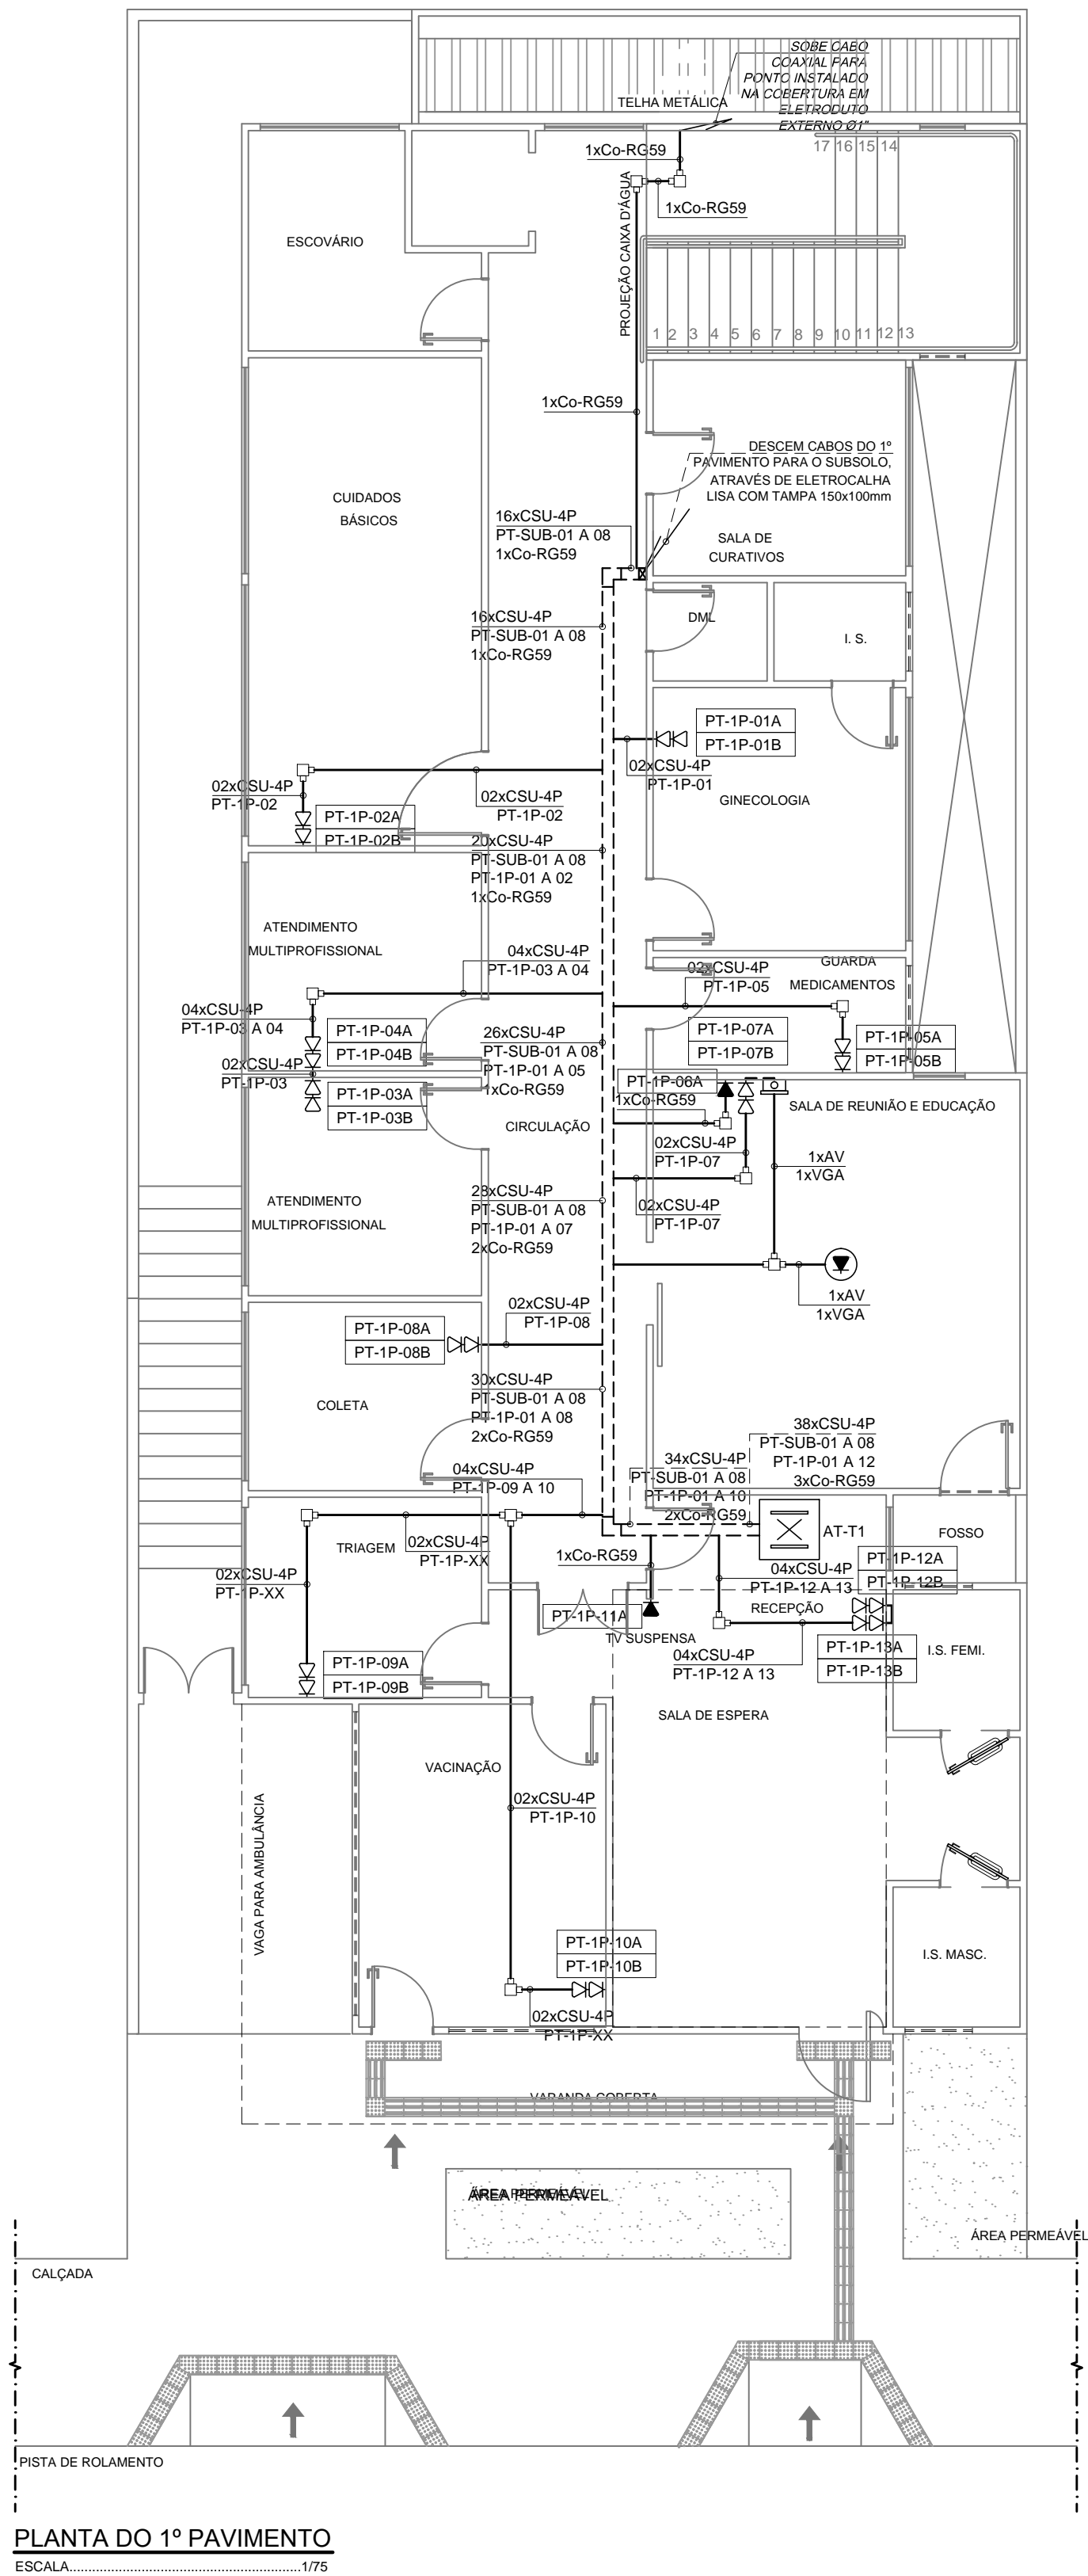 SOBE CABO
COAXIAL PARA
PONTO INSTALADO
NA COBERTURA EM
ELETRODUTO
EXTERNO Ø1"
TELHA METÁLICA
1xCo-RG59
17 16 15 14
1xCo-RG59
PROJEÇÃO CAIXA D'ÁGUA
ESCOVÁRIO
1 2 3 4 5 6 7 8 9 10 11 12 13
1xCo-RG59
DESCEM CABOS DO 1º
PAVIMENTO PARA O SUBSOLO,
ATRAVÉS DE ELETROCALHA
LISA COM TAMPA 150x100mm
CUIDADOS
BÁSICOS
16xCSU-4P
PT-SUB-01 A 08
1xCo-RG59
SALA DE
CURATIVOS
16xCSU-4P
PT-SUB-01 A 08
1xCo-RG59
DML
I. S.
PT-1P-01A
PT-1P-01B
02xCSU-4P
PT-1P-01
GINECOLOGIA
02xCSU-4P
PT-1P-02
PT-1P-02A
PT-1P-02B
02xCSU-4P
PT-1P-02
20xCSU-4P
PT-SUB-01 A 08
PT-1P-01 A 02
1xCo-RG59
ATENDIMENTO
MULTIPROFISSIONAL
04xCSU-4P
PT-1P-03 A 04
GUARDA
MEDICAMENTOS
02xCSU-4P
PT-1P-05
04xCSU-4P
PT-1P-03 A 04
PT-1P-04A
PT-1P-04B
26xCSU-4P
PT-SUB-01 A 08
PT-1P-01 A 05
1xCo-RG59
PT-1P-07A
PT-1P-07B
PT-1P-05A
PT-1P-05B
02xCSU-4P
PT-1P-03
PT-1P-03A
PT-1P-03B
PT-1P-06A
1xCo-RG59
SALA DE REUNIÃO E EDUCAÇÃO
CIRCULAÇÃO
02xCSU-4P
PT-1P-07
1xAV
1xVGA
ATENDIMENTO
MULTIPROFISSIONAL
28xCSU-4P
PT-SUB-01 A 08
PT-1P-01 A 07
2xCo-RG59
02xCSU-4P
PT-1P-07
1xAV
1xVGA
02xCSU-4P
PT-1P-08
PT-1P-08A
PT-1P-08B
COLETA
30xCSU-4P
PT-SUB-01 A 08
PT-1P-01 A 08
2xCo-RG59
38xCSU-4P
PT-SUB-01 A 08
PT-1P-01 A 12
3xCo-RG59
04xCSU-4P
PT-1P-09 A 10
34xCSU-4P
PT-SUB-01 A 08
PT-1P-01 A 10
2xCo-RG59
AT-T1
FOSSO
TRIAGEM
02xCSU-4P
PT-1P-XX
1xCo-RG59
PT-1P-12A
PT-1P-12B
02xCSU-4P
PT-1P-XX
04xCSU-4P
PT-1P-12 A 13
RECEPÇÃO
PT-1P-11A
TV SUSPENSA
PT-1P-13A
PT-1P-13B
I.S. FEMI.
04xCSU-4P
PT-1P-12 A 13
PT-1P-09A
PT-1P-09B
SALA DE ESPERA
VACINAÇÃO
02xCSU-4P
PT-1P-10
VAGA PARA AMBULÂNCIA
PT-1P-10A
PT-1P-10B
I.S. MASC.
02xCSU-4P
PT-1P-XX
VARANDA COBERTA
ÁREA PERMEÁVEL
ÁREA PERMEÁVEL
CALÇADA
PISTA DE ROLAMENTO
PLANTA DO 1º PAVIMENTO
ESCALA..........................................................1/75